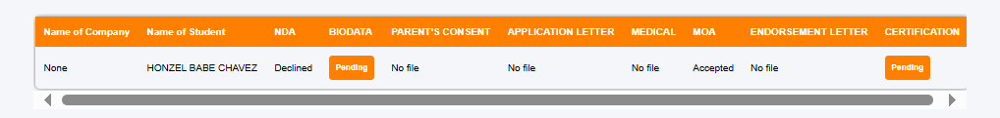 Name of Company Name of Student NDA BIODATA PARENT'S CONSENT APPLICATION LETTER MEDICAL MOA ENDORSEMENT LETTER CERTIFICATION
None HONZEL BABE CHAVEZ Declined Pending No file No file No file Accepted No file Pending